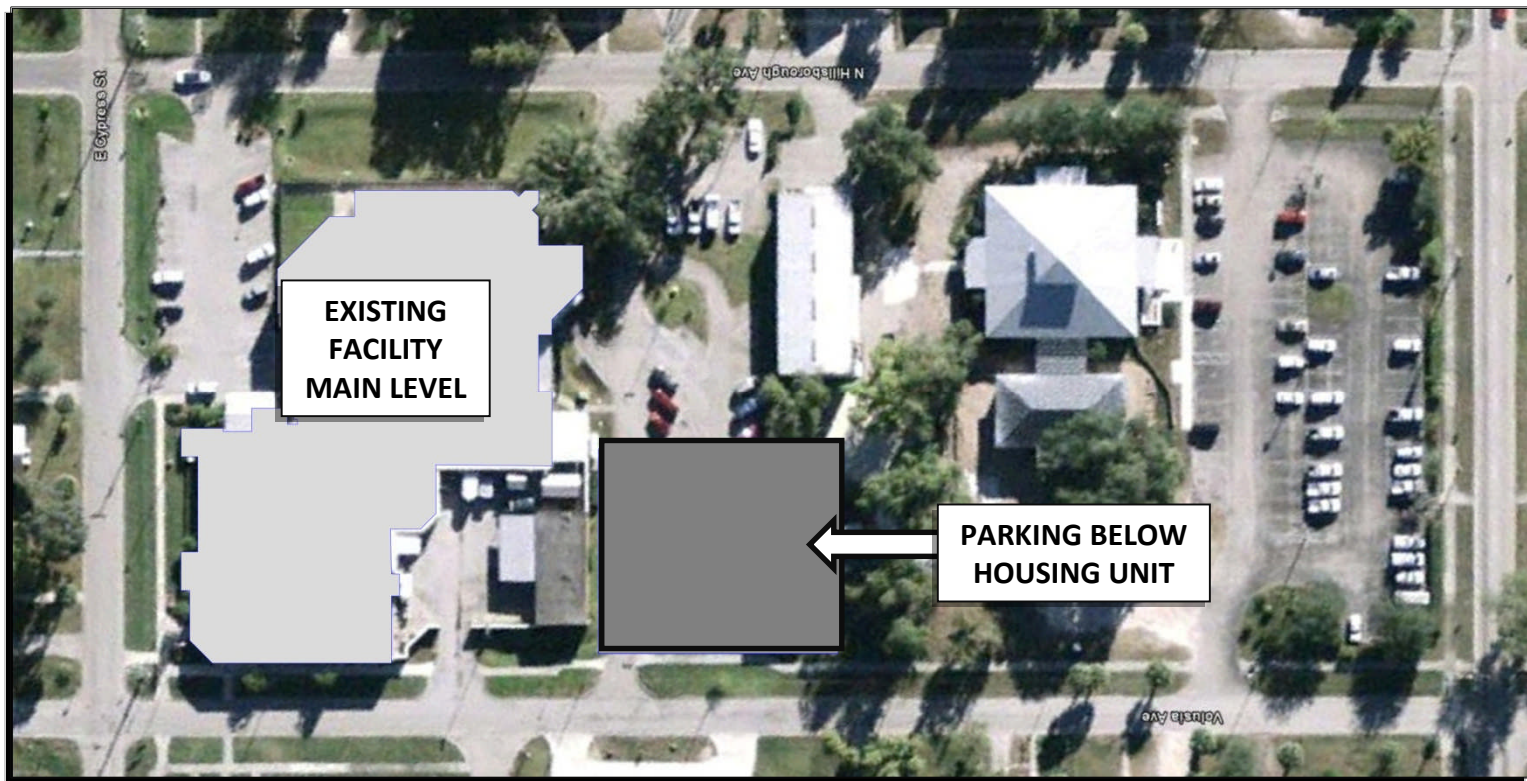 N Hillsborough Ave
E Cypress St
EXISTING
FACILITY
MAIN LEVEL
PARKING BELOW
HOUSING UNIT
Volusia Ave